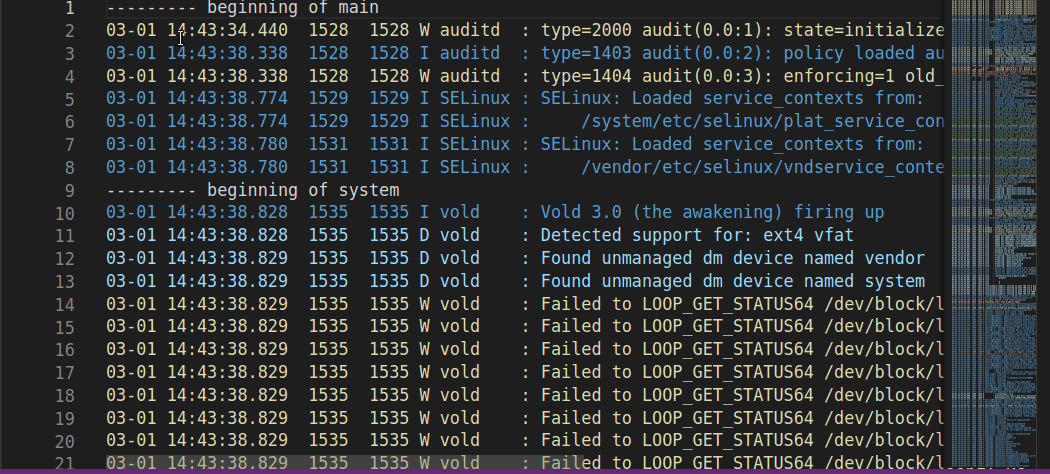 1 --------- beginning of main
2 03-01 14:43:34.440 1528 1528 W auditd : type=2000 audit(0.0:1): state=initialize
3 03-01 14:43:38.338 1528 1528 I auditd : type=1403 audit(0.0:2): policy loaded au
4 03-01 14:43:38.338 1528 1528 W auditd : type=1404 audit(0.0:3): enforcing=1 old_
5 03-01 14:43:38.774 1529 1529 I SELinux : SELinux: Loaded service_contexts from:
6 03-01 14:43:38.774 1529 1529 I SELinux : /system/etc/selinux/plat_service_con
7 03-01 14:43:38.780 1531 1531 I SELinux : SELinux: Loaded service_contexts from:
8 03-01 14:43:38.780 1531 1531 I SELinux : /vendor/etc/selinux/vndservice_conte
9 --------- beginning of system
10 03-01 14:43:38.828 1535 1535 I vold : Vold 3.0 (the awakening) firing up
11 03-01 14:43:38.828 1535 1535 D vold : Detected support for: ext4 vfat
12 03-01 14:43:38.829 1535 1535 D vold : Found unmanaged dm device named vendor
13 03-01 14:43:38.829 1535 1535 D vold : Found unmanaged dm device named system
14 03-01 14:43:38.829 1535 1535 W vold : Failed to LOOP_GET_STATUS64 /dev/block/l
15 03-01 14:43:38.829 1535 1535 W vold : Failed to LOOP_GET_STATUS64 /dev/block/l
16 03-01 14:43:38.829 1535 1535 W vold : Failed to LOOP_GET_STATUS64 /dev/block/l
17 03-01 14:43:38.829 1535 1535 W vold : Failed to LOOP_GET_STATUS64 /dev/block/l
18 03-01 14:43:38.829 1535 1535 W vold : Failed to LOOP_GET_STATUS64 /dev/block/l
19 03-01 14:43:38.829 1535 1535 W vold : Failed to LOOP_GET_STATUS64 /dev/block/l
20 03-01 14:43:38.829 1535 1535 W vold : Failed to LOOP_GET_STATUS64 /dev/block/l
21 03-01 14:43:38.829 1535 1535 W vold : Failed to LOOP_GET_STATUS64 /dev/block/l